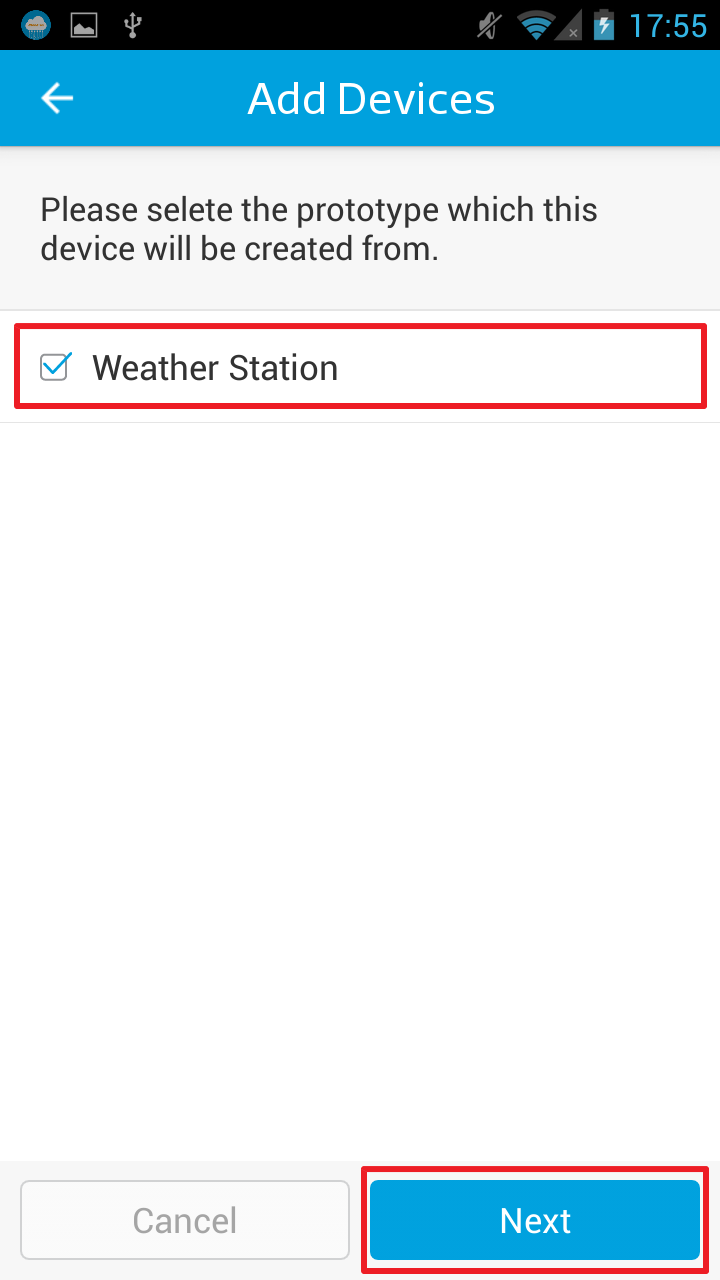 17:55
Add Devices
Please selete the prototype which this
device will be created from.
Weather Station
Cancel
Next